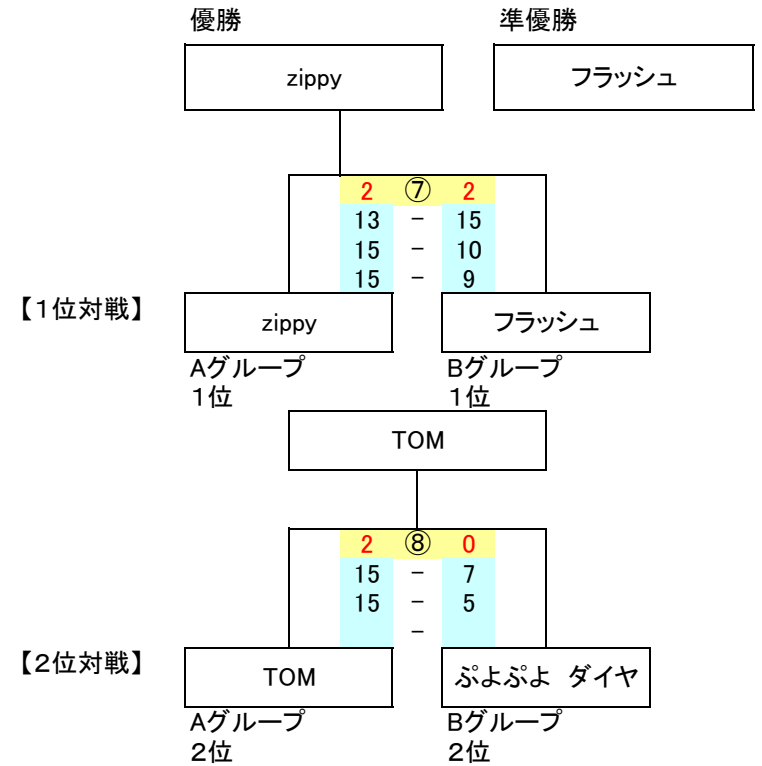 優勝 準優勝
zippy フラッシュ
2 ⑦ 2
13 - 15
15 - 10
15 - 9
【1位対戦】 zippy フラッシュ
Aグループ Bグループ
1位 1位
TOM
2 ⑧ 0
15 - 7
15 - 5
-
【2位対戦】 TOM ぷよぷよ ダイヤ
Aグループ Bグループ
2位 2位